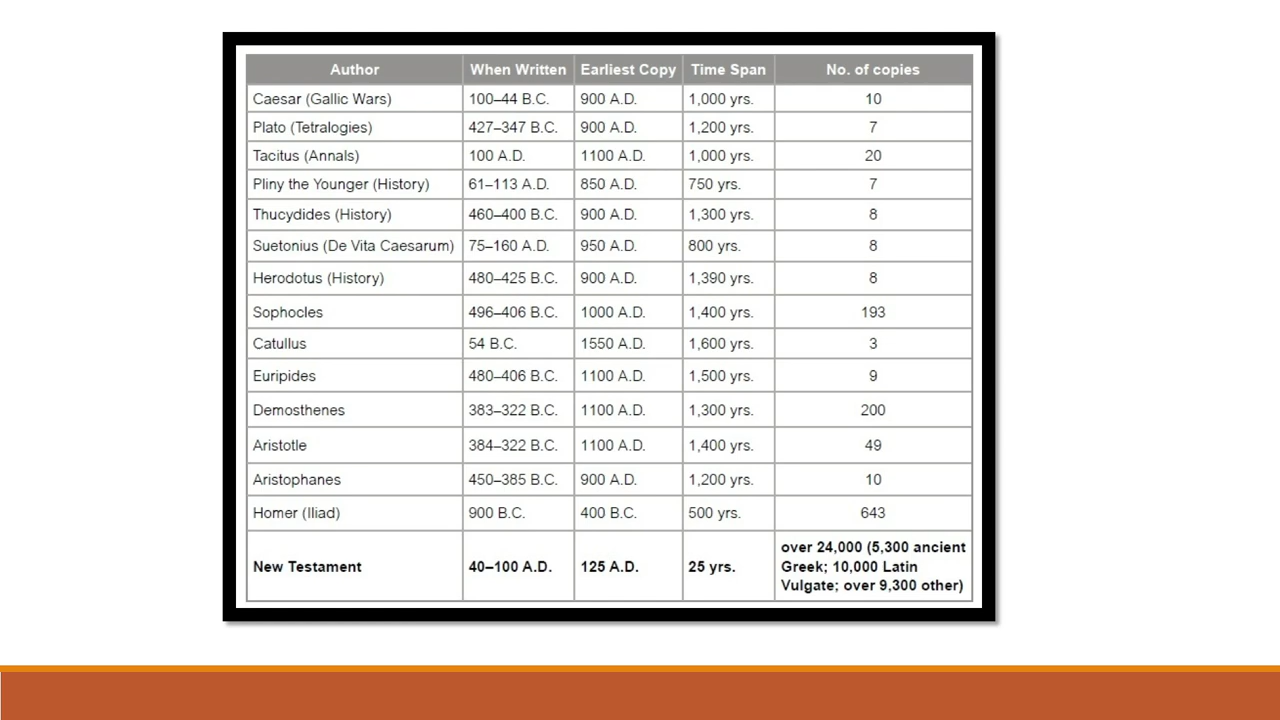 Author When Written Earliest Copy Time Span No. of copies
Caesar (Gallic Wars) 100–44 B.C. 900 A.D. 1,000 yrs. 10
Plato (Tetralogies) 427–347 B.C. 900 A.D. 1,200 yrs. 7
Tacitus (Annals) 100 A.D. 1100 A.D. 1,000 yrs. 20
Pliny the Younger (History) 61–113 A.D. 850 A.D. 750 yrs. 7
Thucydides (History) 460–400 B.C. 900 A.D. 1,300 yrs. 8
Suetonius (De Vita Caesarum) 75–160 A.D. 950 A.D. 800 yrs. 8
Herodotus (History) 480–425 B.C. 900 A.D. 1,390 yrs. 8
Sophocles 496–406 B.C. 1000 A.D. 1,400 yrs. 193
Catullus 54 B.C. 1550 A.D. 1,600 yrs. 3
Euripides 480–406 B.C. 1100 A.D. 1,500 yrs. 9
Demosthenes 383–322 B.C. 1100 A.D. 1,300 yrs. 200
Aristotle 384–322 B.C. 1100 A.D. 1,400 yrs. 49
Aristophanes 450–385 B.C. 900 A.D. 1,200 yrs. 10
Homer (Iliad) 900 B.C. 400 B.C. 500 yrs. 643
New Testament 40–100 A.D. 125 A.D. 25 yrs. over 24,000 (5,300 ancient
Greek; 10,000 Latin
Vulgate; over 9,300 other)